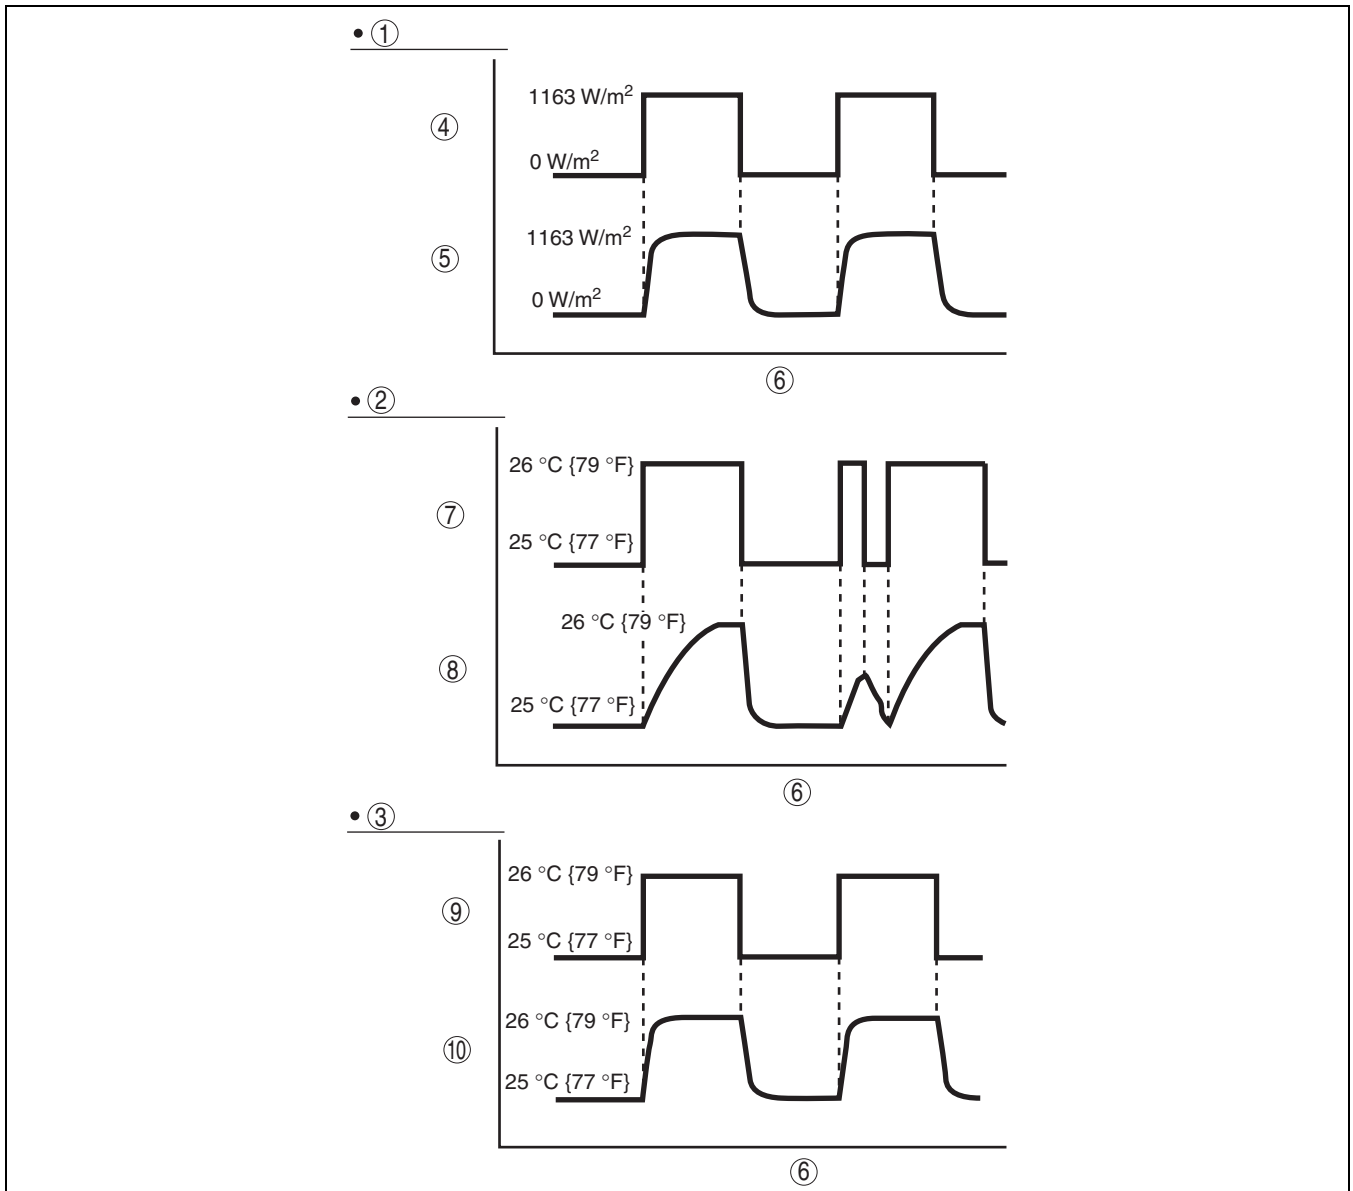 • ①
1163 W/m²
④
0 W/m²
1163 W/m²
⑤
0 W/m²
⑥
• ②
26 °C {79 °F}
⑦
25 °C {77 °F}
26 °C {79 °F}
⑧
25 °C {77 °F}
⑥
• ③
26 °C {79 °F}
⑨
25 °C {77 °F}
26 °C {79 °F}
⑩
25 °C {77 °F}
⑥